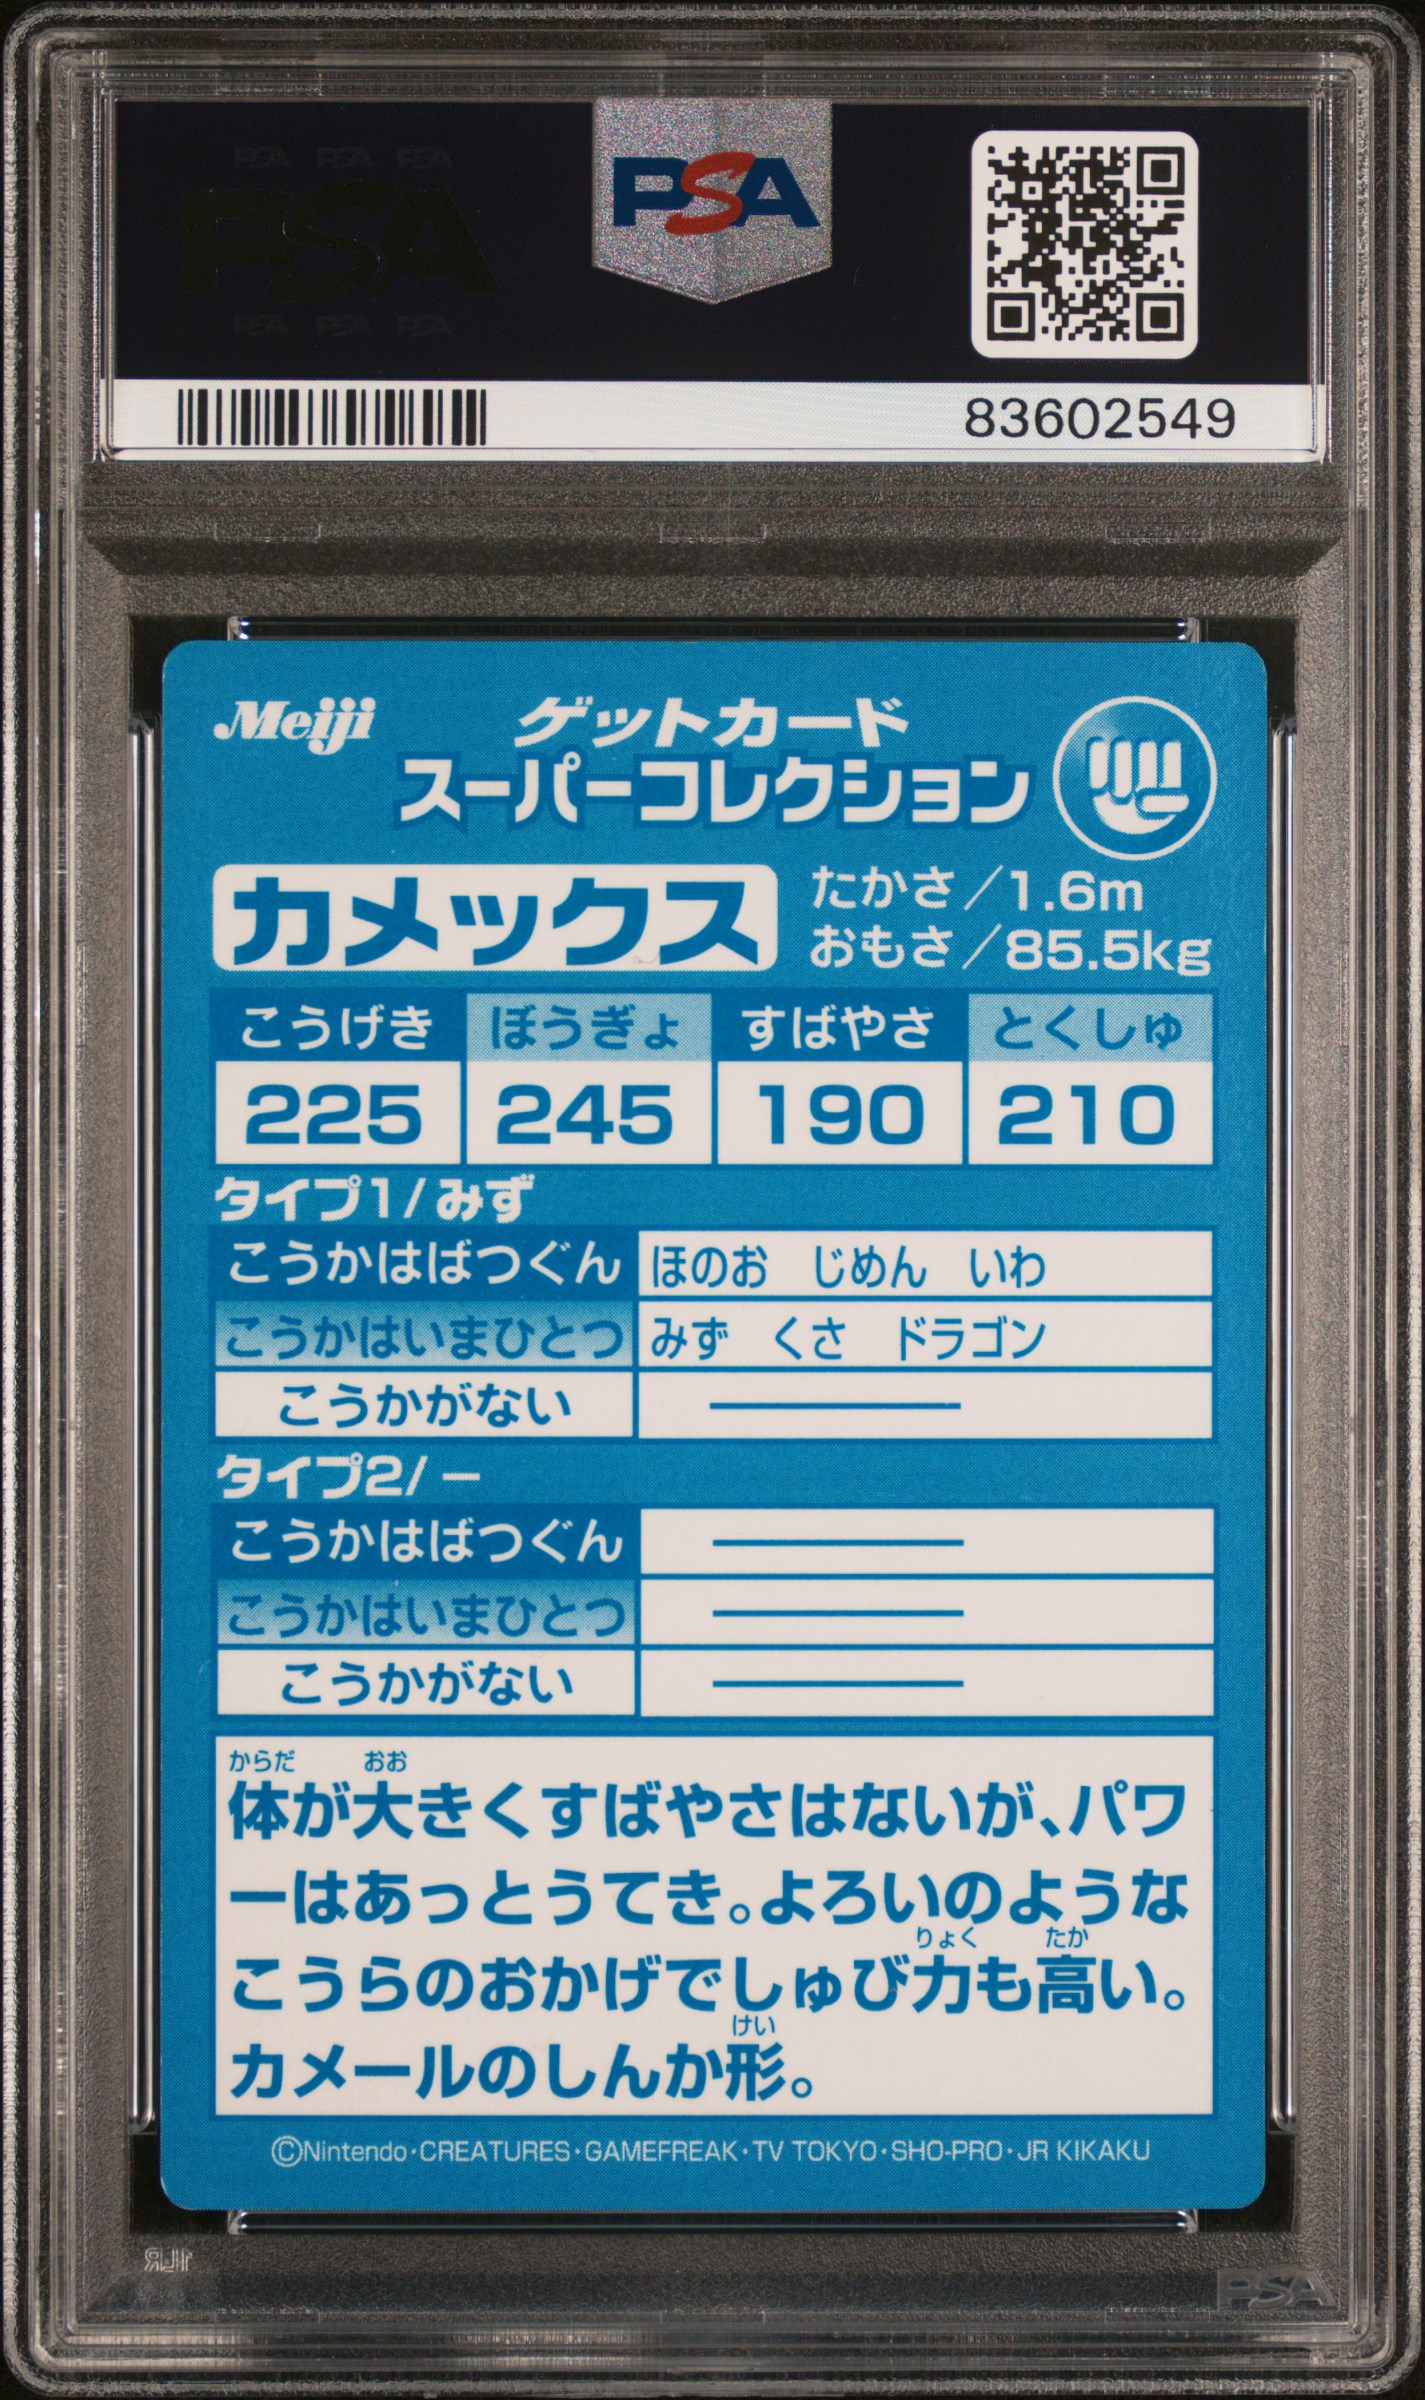 PSA PSA PSA
PSA
PSA PSA PSA
PSA
83602549
Meiji
ゲットカード
スーパーコレクション
カメックス
たかさ／1.6m
おもさ／85.5kg
こうげき ぼうぎょ すばやさ とくしゅ
225 245 190 210
タイプ1/みず
こうかはばつぐん ほのお じめん いわ
こうかはいまひとつ みず くさ ドラゴン
こうかがない
タイプ2/ー
こうかはばつぐん
こうかはいまひとつ
こうかがない
からだ おお
体が大きくすばやさはないが、パワ
ーはあっとうてき。よろいのような
りょく たか
こうらのおかげでしゅび力も高い。
けい
カメールのしんか形。
©Nintendo・CREATURES・GAMEFREAK・TV TOKYO・SHO-PRO・JR KIKAKU
PSA